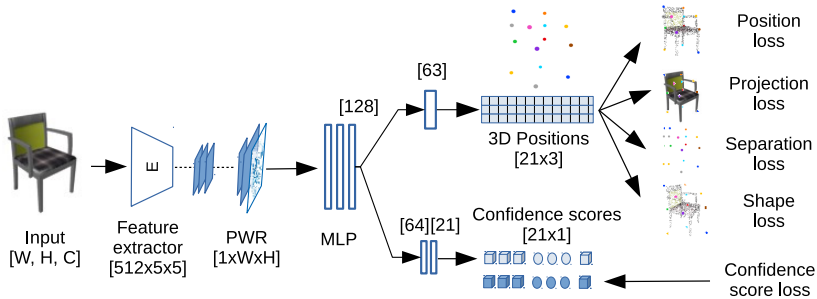 Input
[W, H, C]
E
Feature
extractor
[512x5x5]
PWR
[1xWxH]
[128]
MLP
[63]
3D Positions
[21x3]
[64][21]
Confidence scores
[21x1]
Position
loss
Projection
loss
Separation
loss
Shape
loss
Confidence
score loss